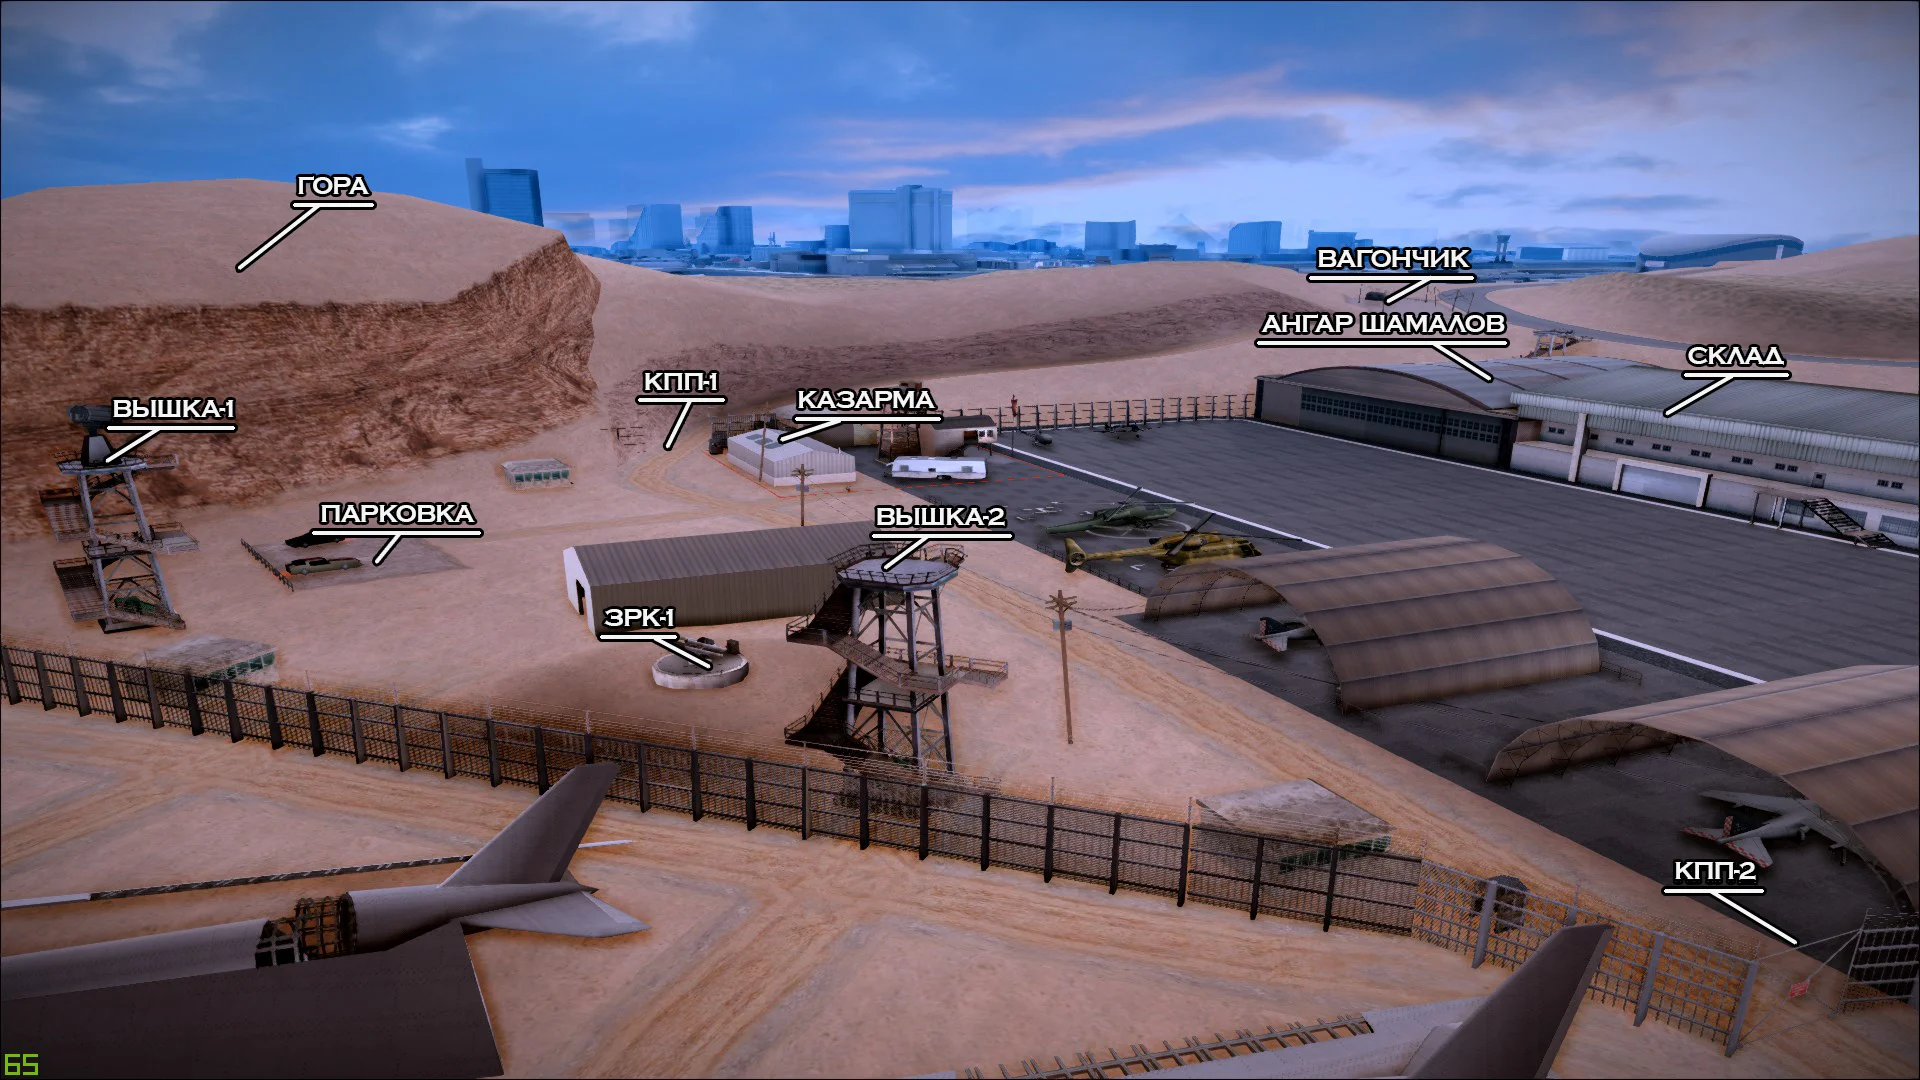 ГОРА
ВАГОНЧИК
АНГАР ШАМАЛОВ
СКЛАД
КПП-1
КАЗАРМА
ВЫШКА-1
ПАРКОВКА
ВЫШКА-2
ЗРК-1
КПП-2
65